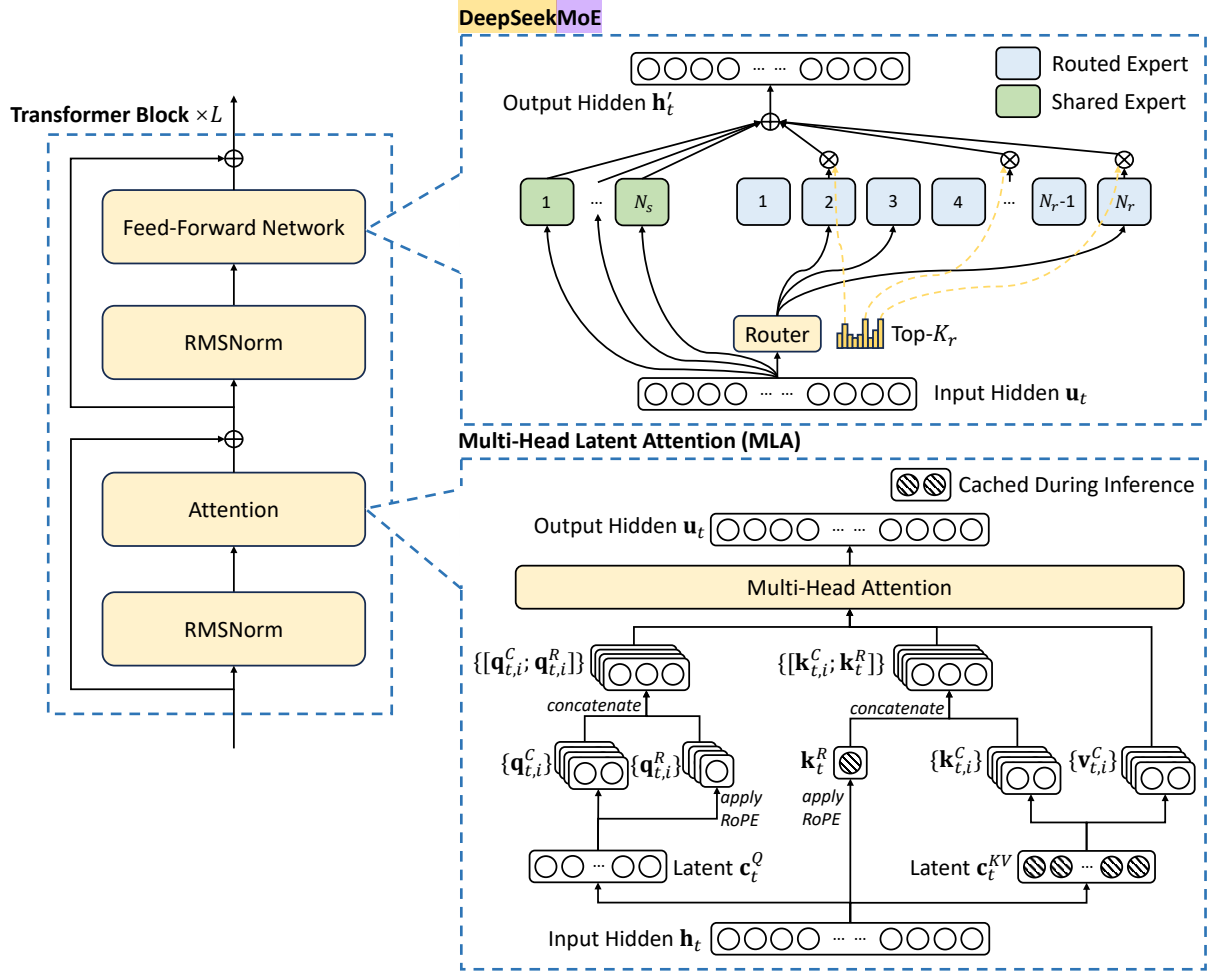 DeepSeekMoE
Routed Expert
Shared Expert
Output Hidden 𝐡′ₜ
Transformer Block ×L
1 ... Nₛ 1 2 3 4 ... Nᵣ-1 Nᵣ
Feed-Forward Network
RMSNorm
Router
Top-Kᵣ
... ...
Input Hidden 𝐮ₜ
Multi-Head Latent Attention (MLA)
Cached During Inference
Attention
Output Hidden 𝐮ₜ
... ...
Multi-Head Attention
RMSNorm
{[𝐪ᶜₜ,ᵢ; 𝐪ᴿₜ,ᵢ]}
{[𝐤ᶜₜ,ᵢ; 𝐤ᴿₜ]}
concatenate
concatenate
{𝐪ᶜₜ,ᵢ} {𝐪ᴿₜ,ᵢ} 𝐤ᴿₜ {𝐤ᶜₜ,ᵢ} {𝐯ᶜₜ,ᵢ}
apply
RoPE
apply
RoPE
... Latent 𝐜ₜ^Q
Latent 𝐜ₜ^KV ...
Input Hidden 𝐡ₜ
... ...